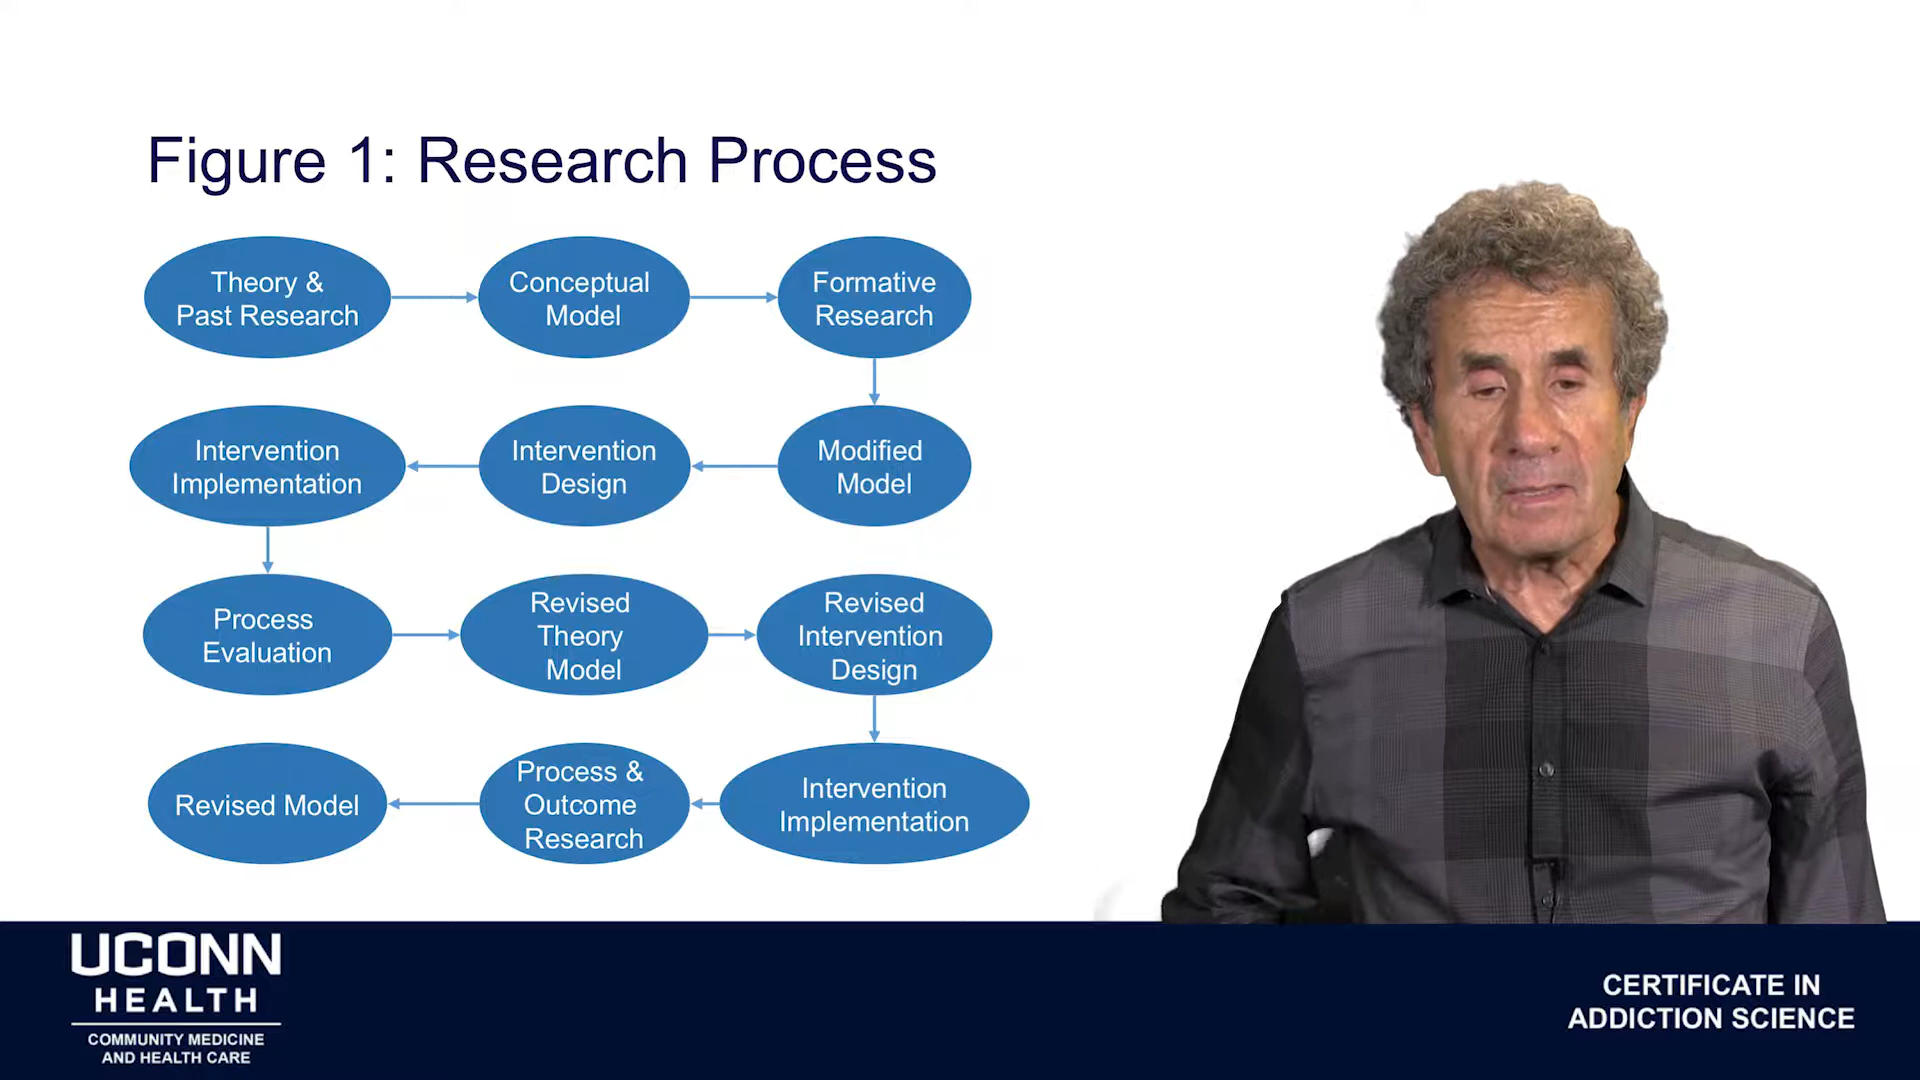 Figure 1: Research Process
Theory &
Past Research
Conceptual
Model
Formative
Research
Intervention
Implementation
Intervention
Design
Modified
Model
Process
Evaluation
Revised
Theory
Model
Revised
Intervention
Design
Revised Model
Process &
Outcome
Research
Intervention
Implementation
UCONN
HEALTH
COMMUNITY MEDICINE
AND HEALTH CARE
CERTIFICATE IN
ADDICTION SCIENCE